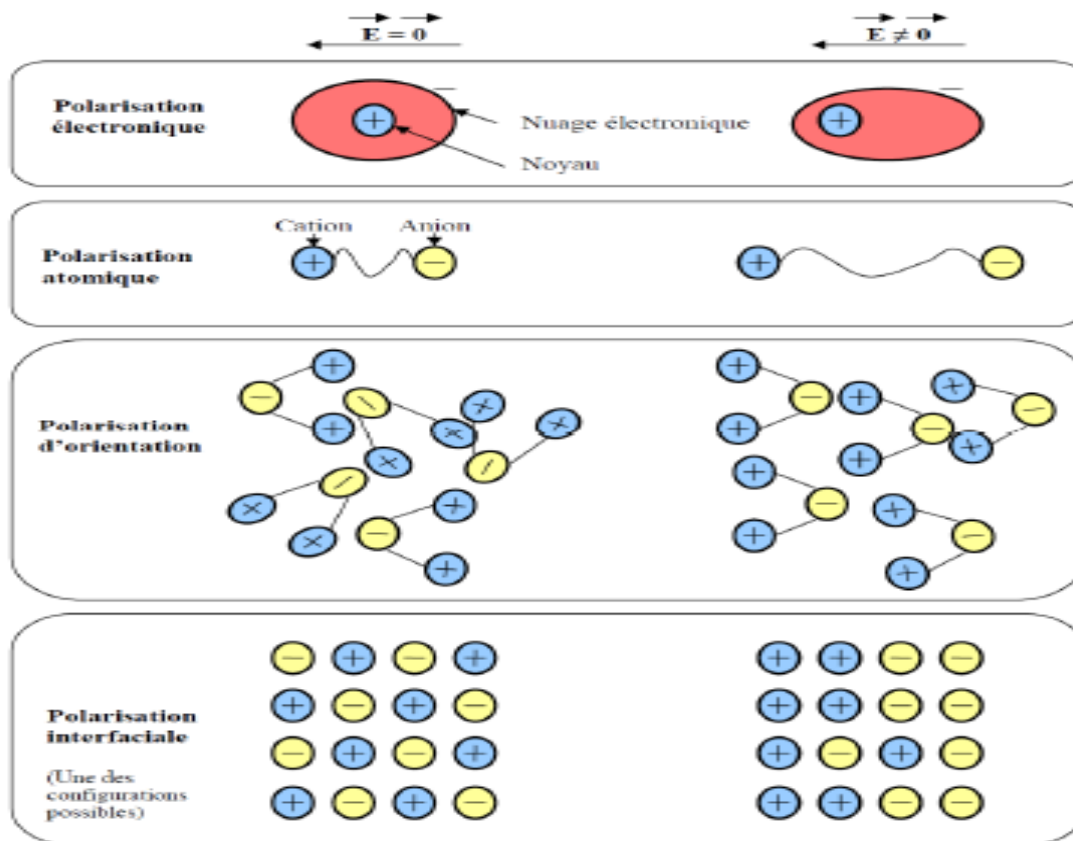 E = 0
E ≠ 0
Polarisation
électronique
+
−
Nuage électronique
Noyau
+
−
Polarisation
atomique
Cation
Anion
+
−
+
−
Polarisation
d'orientation
+
−
+
−
+
+
+
+
−
+
−
+
+
−
+
+
−
+
+
−
+
+
−
+
−
+
+
−
+
+
−
+
Polarisation
interfaciale
(Une des
configurations
possibles)
− + − +
+ − + −
− + − +
+ − + −
+ + − −
+ + − −
+ − + −
+ + − −